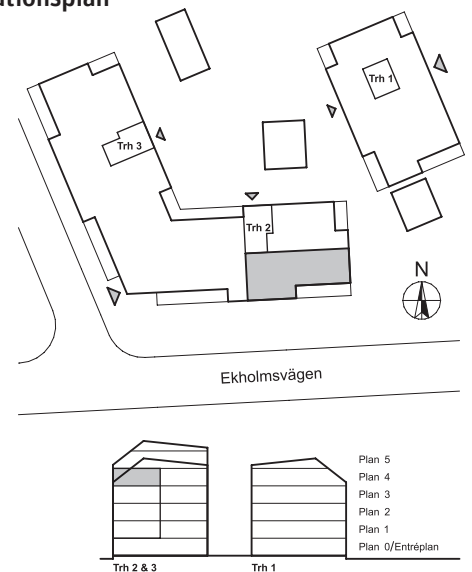 Trh 1
Trh 3
Trh 2
N
Ekholmsvägen
Plan 5
Plan 4
Plan 3
Plan 2
Plan 1
Plan 0/Entréplan
Trh 2 & 3
Trh 1